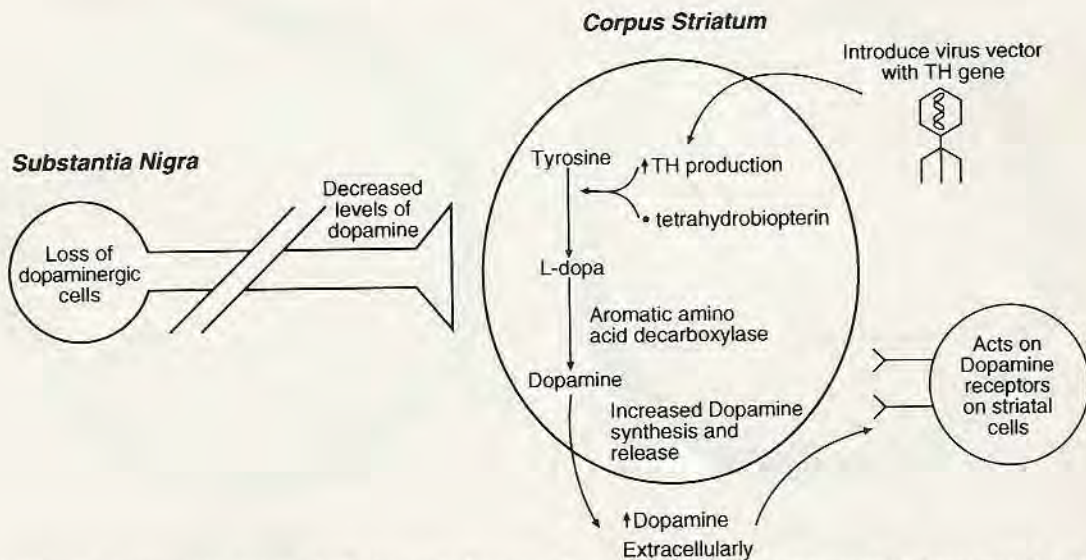 Corpus Striatum
Introduce virus vector
with TH gene
Substantia Nigra
Decreased
levels of
dopamine
Loss of
dopaminergic
cells
Tyrosine
↑TH production
• tetrahydrobiopterin
L-dopa
Aromatic amino
acid decarboxylase
Dopamine
Increased Dopamine
synthesis and
release
Acts on
Dopamine
receptors
on striatal
cells
↑Dopamine
Extracellularly